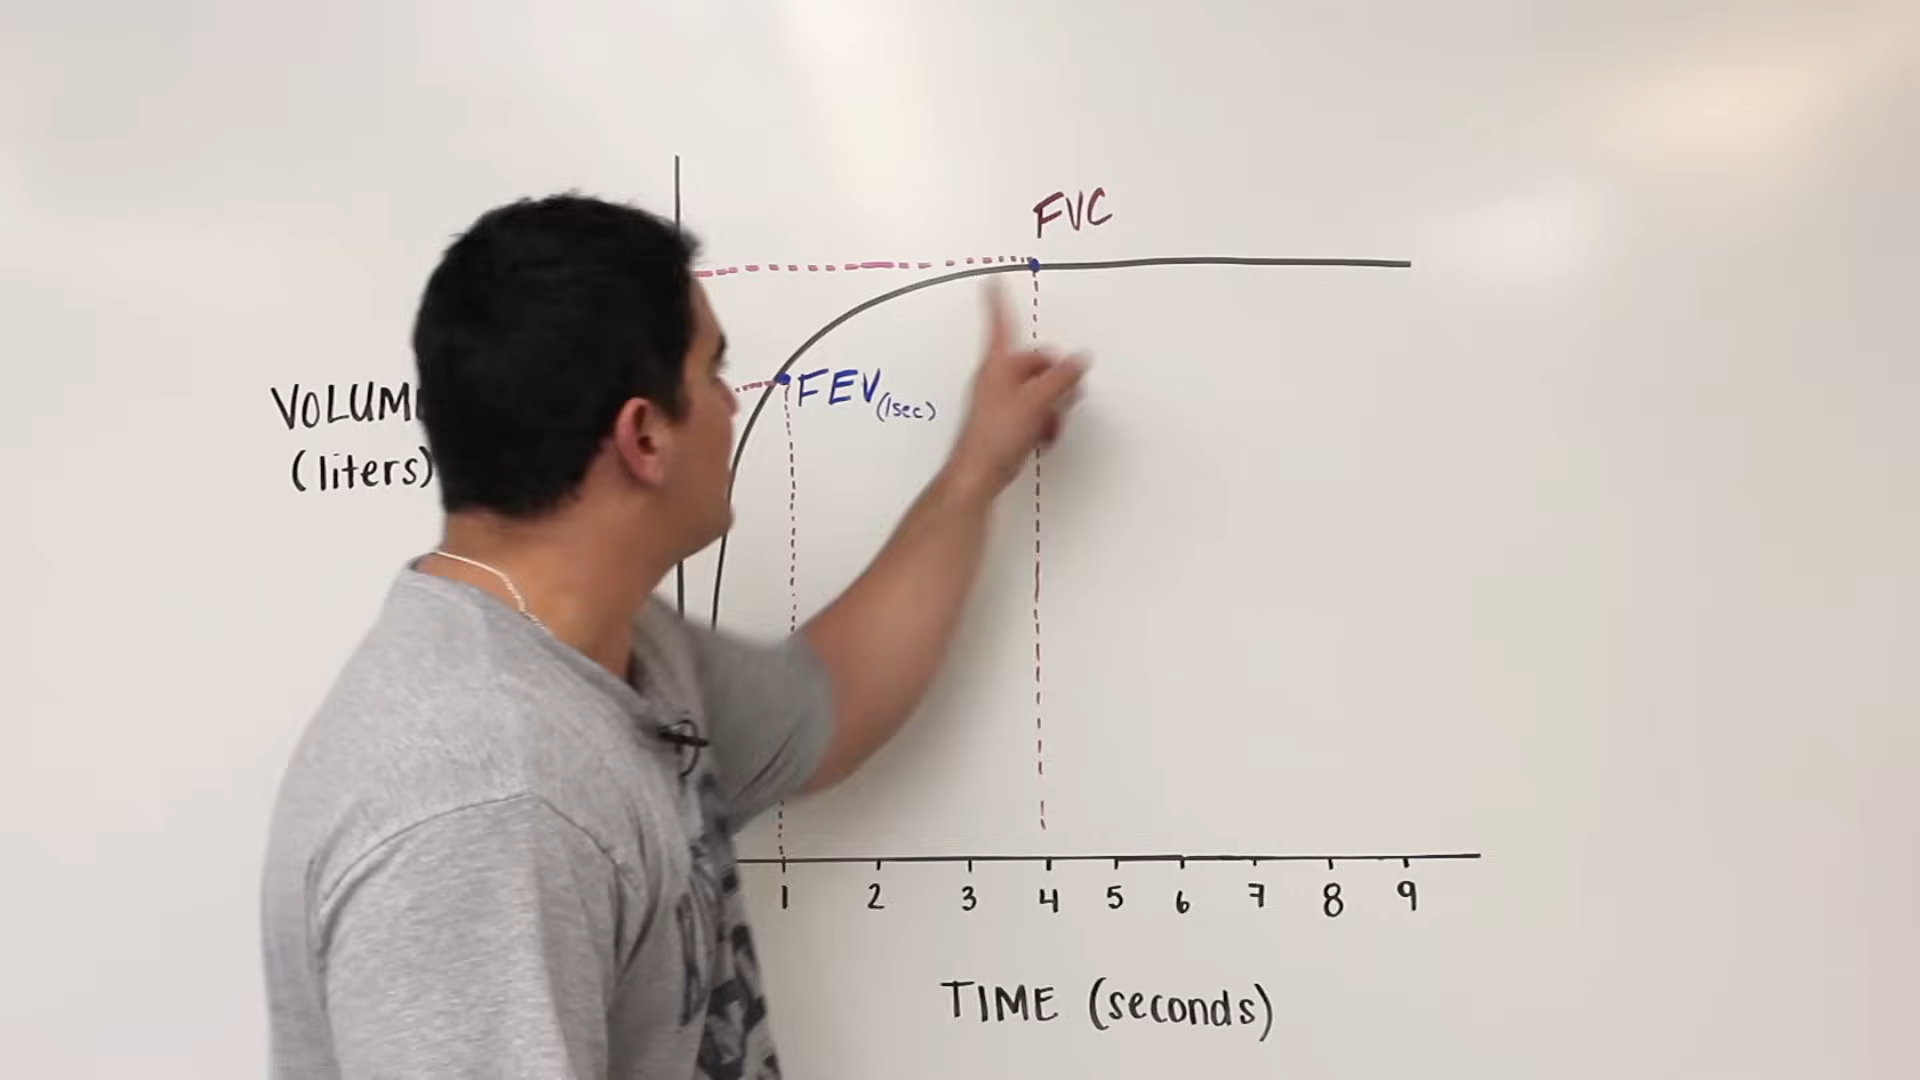 FVC
FEV(1sec)
VOLUM
(liters)
1 2 3 4 5 6 7 8 9
TIME (seconds)